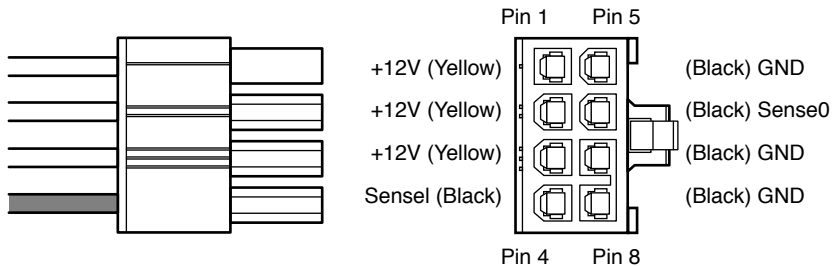 Pin 1 Pin 5
+12V (Yellow) (Black) GND
+12V (Yellow) (Black) Sense0
+12V (Yellow) (Black) GND
Sensel (Black) (Black) GND
Pin 4 Pin 8